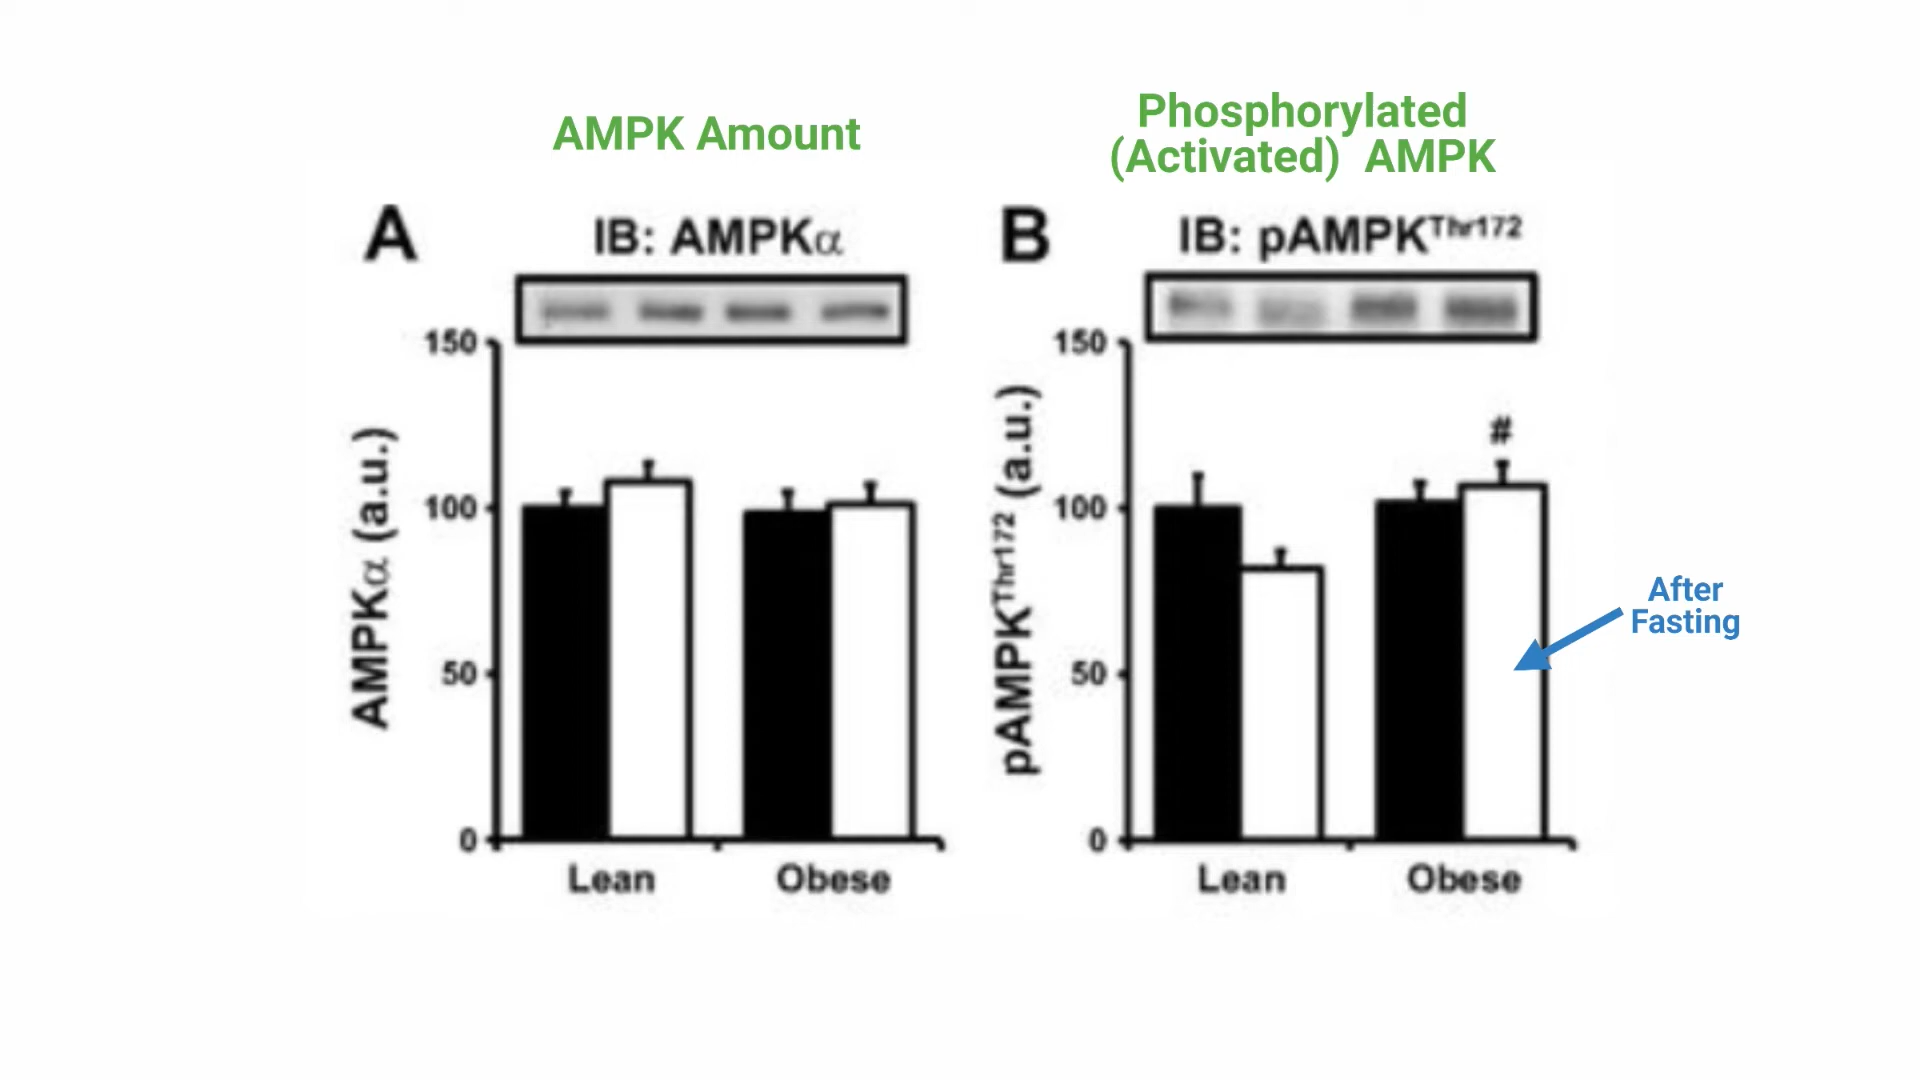 AMPK Amount
Phosphorylated
(Activated) AMPK
A
IB: AMPKα
B
IB: pAMPKThr172
150
100
50
0
AMPKα (a.u.)
Lean
Obese
150
100
50
0
pAMPKThr172 (a.u.)
#
Lean
Obese
After
Fasting